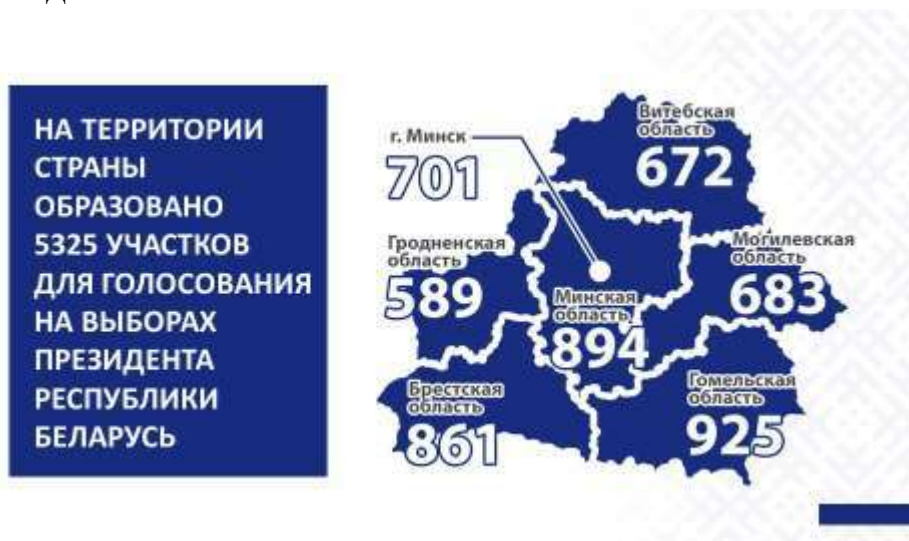 НА ТЕРРИТОРИИ
СТРАНЫ
ОБРАЗОВАНО
5325 УЧАСТКОВ
ДЛЯ ГОЛОСОВАНИЯ
НА ВЫБОРАХ
ПРЕЗИДЕНТА
РЕСПУБЛИКИ
БЕЛАРУСЬ
г. Минск
701
Витебская
область
672
Гродненская
область
589
Минская
область
894
Могилевская
область
683
Брестская
область
861
Гомельская
область
925